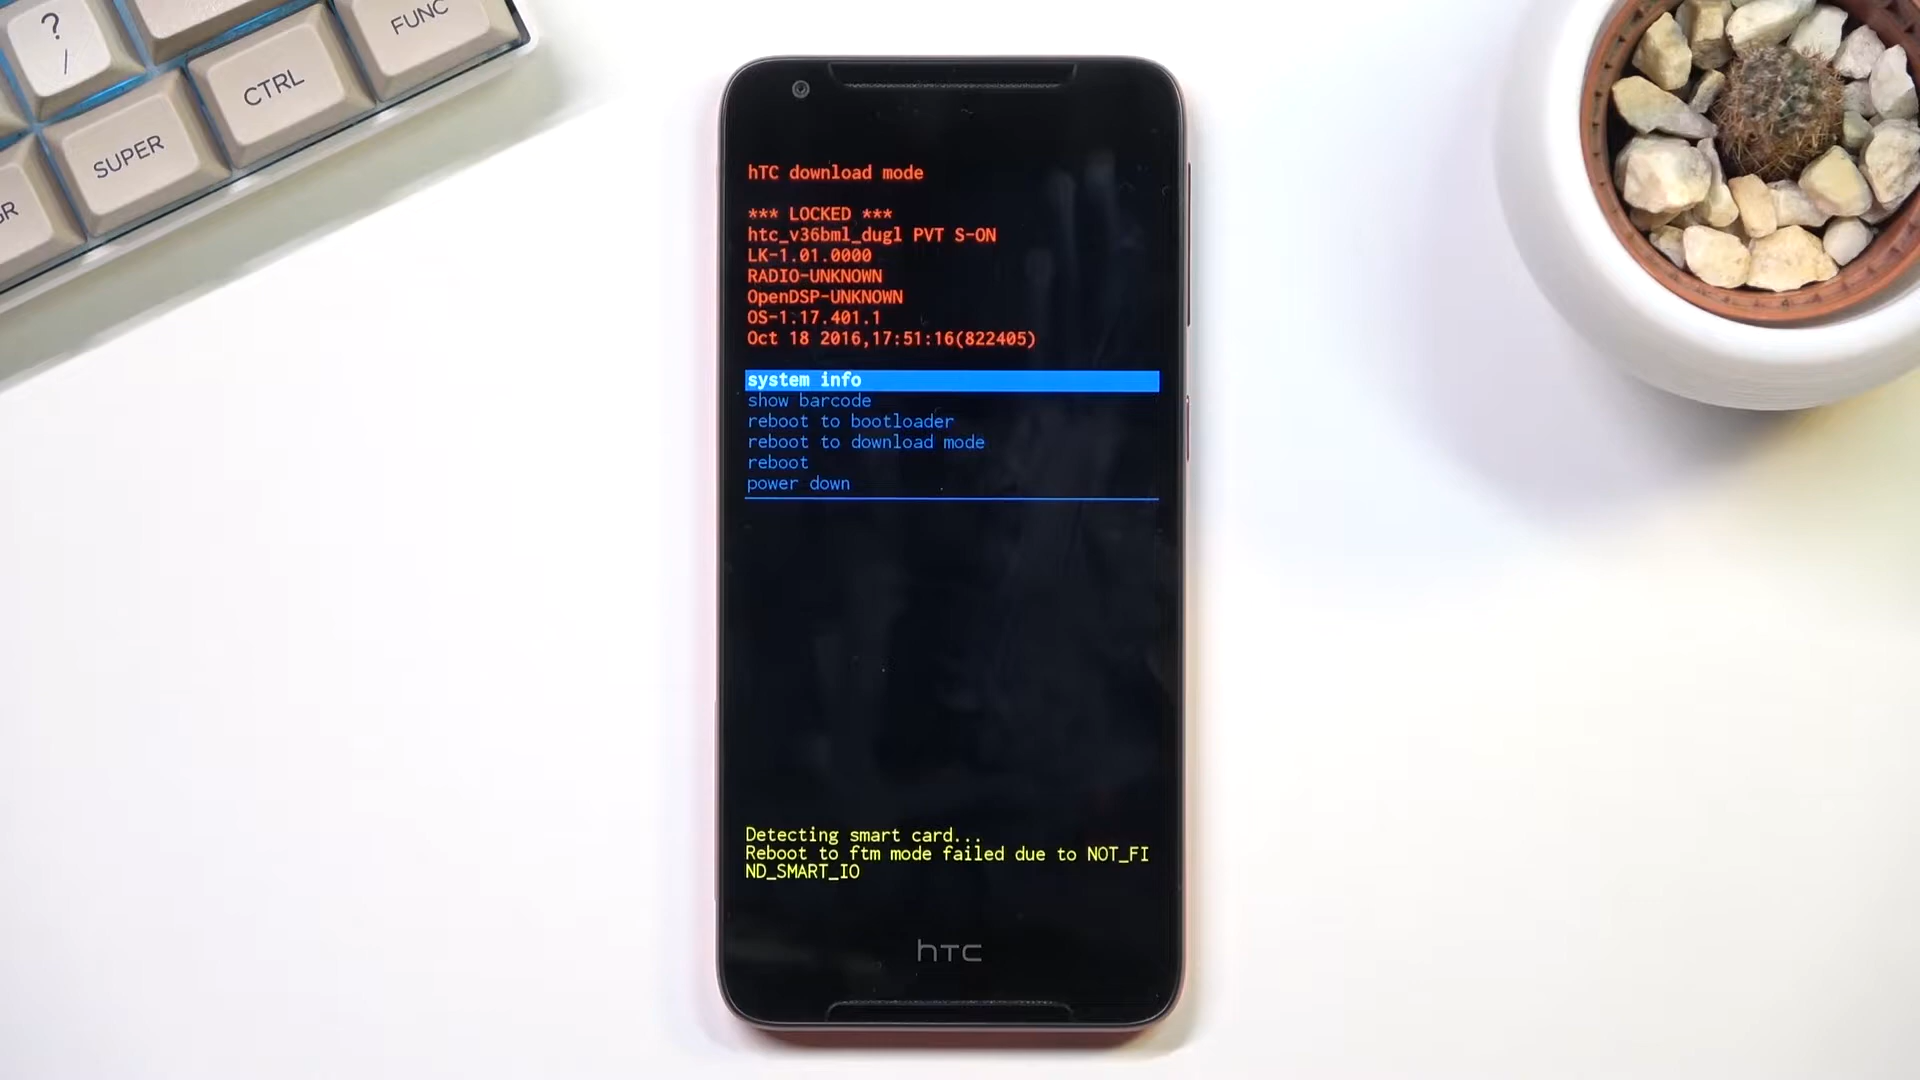 ?
/
FUNC
CTRL
SUPER
GR
hTC download mode
*** LOCKED ***
htc_v36bml_dugl PVT S-ON
LK-1.01.0000
RADIO-UNKNOWN
OpenDSP-UNKNOWN
OS-1.17.401.1
Oct 18 2016,17:51:16(822405)
system info
show barcode
reboot to bootloader
reboot to download mode
reboot
power down
Detecting smart card...
Reboot to ftm mode failed due to NOT_FI
ND_SMART_IO
hTC